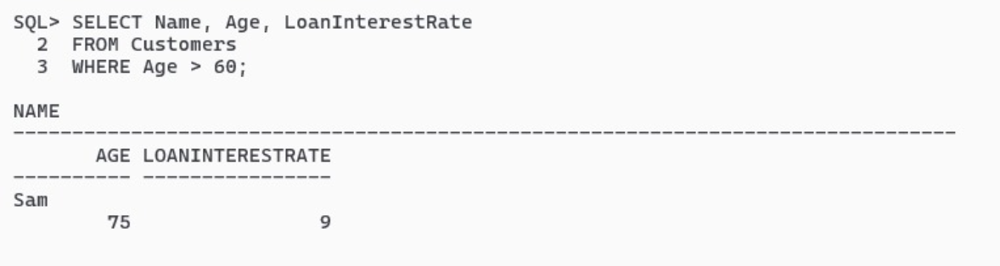 SQL> SELECT Name, Age, LoanInterestRate
  2  FROM Customers
  3  WHERE Age > 60;

NAME
--------------------------------------------------------------------------------
       AGE LOANINTERESTRATE
---------- ----------------
Sam
        75                9